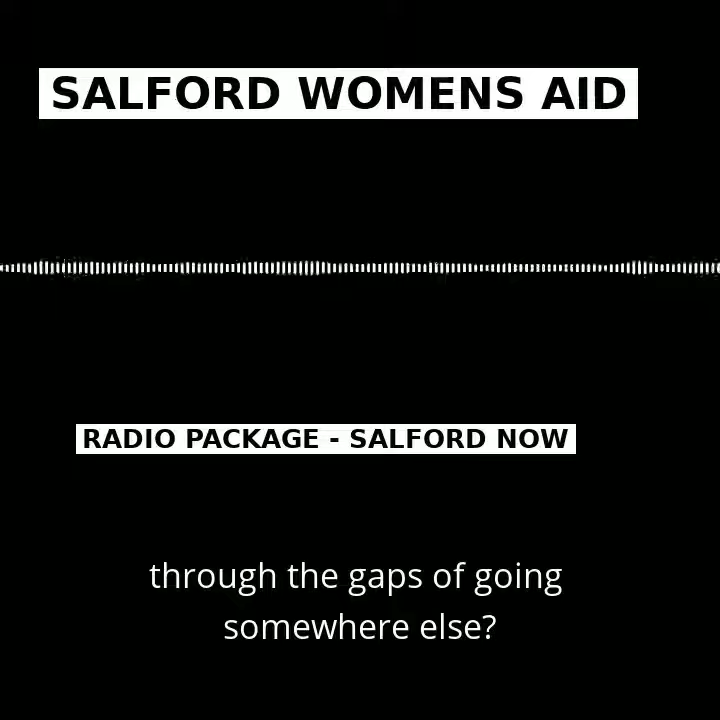 SALFORD WOMENS AID
RADIO PACKAGE - SALFORD NOW
through the gaps of going
somewhere else?